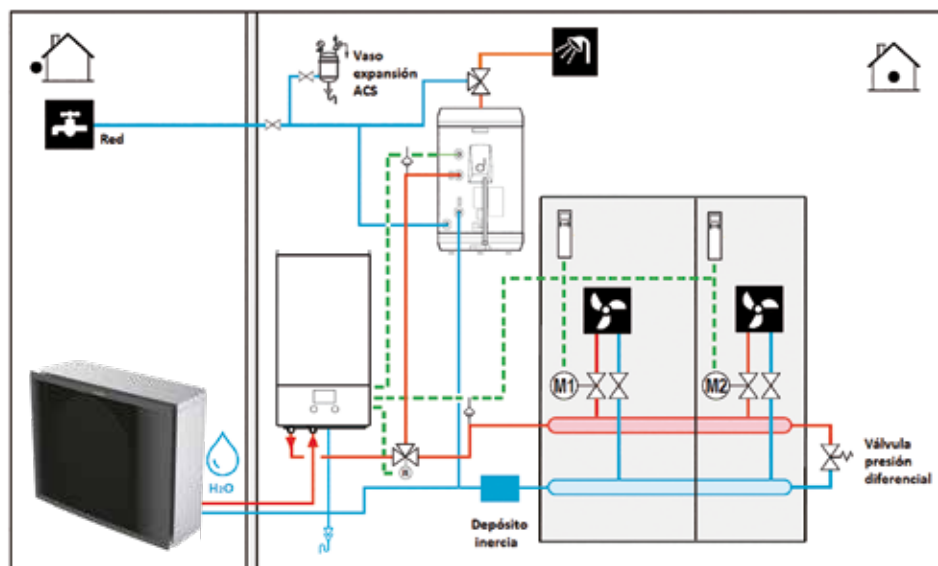 Vaso
expansión
ACS
Red
M1
M2
H₂O
Válvula
presión
diferencial
Depósito
inercia